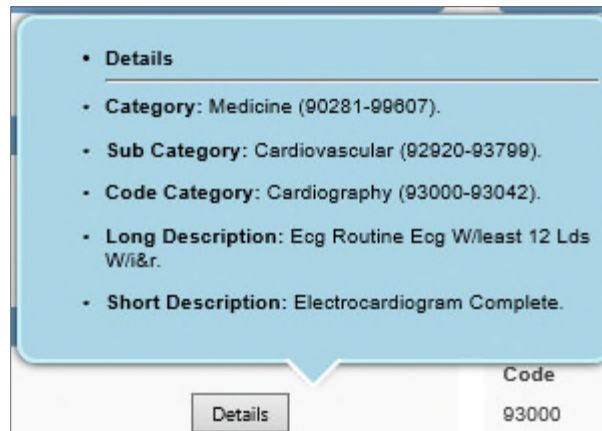 • Details
• Category: Medicine (90281-99607).
• Sub Category: Cardiovascular (92920-93799).
• Code Category: Cardiography (93000-93042).
• Long Description: Ecg Routine Ecg W/least 12 Lds
W/i&r.
• Short Description: Electrocardiogram Complete.
Code
Details
93000